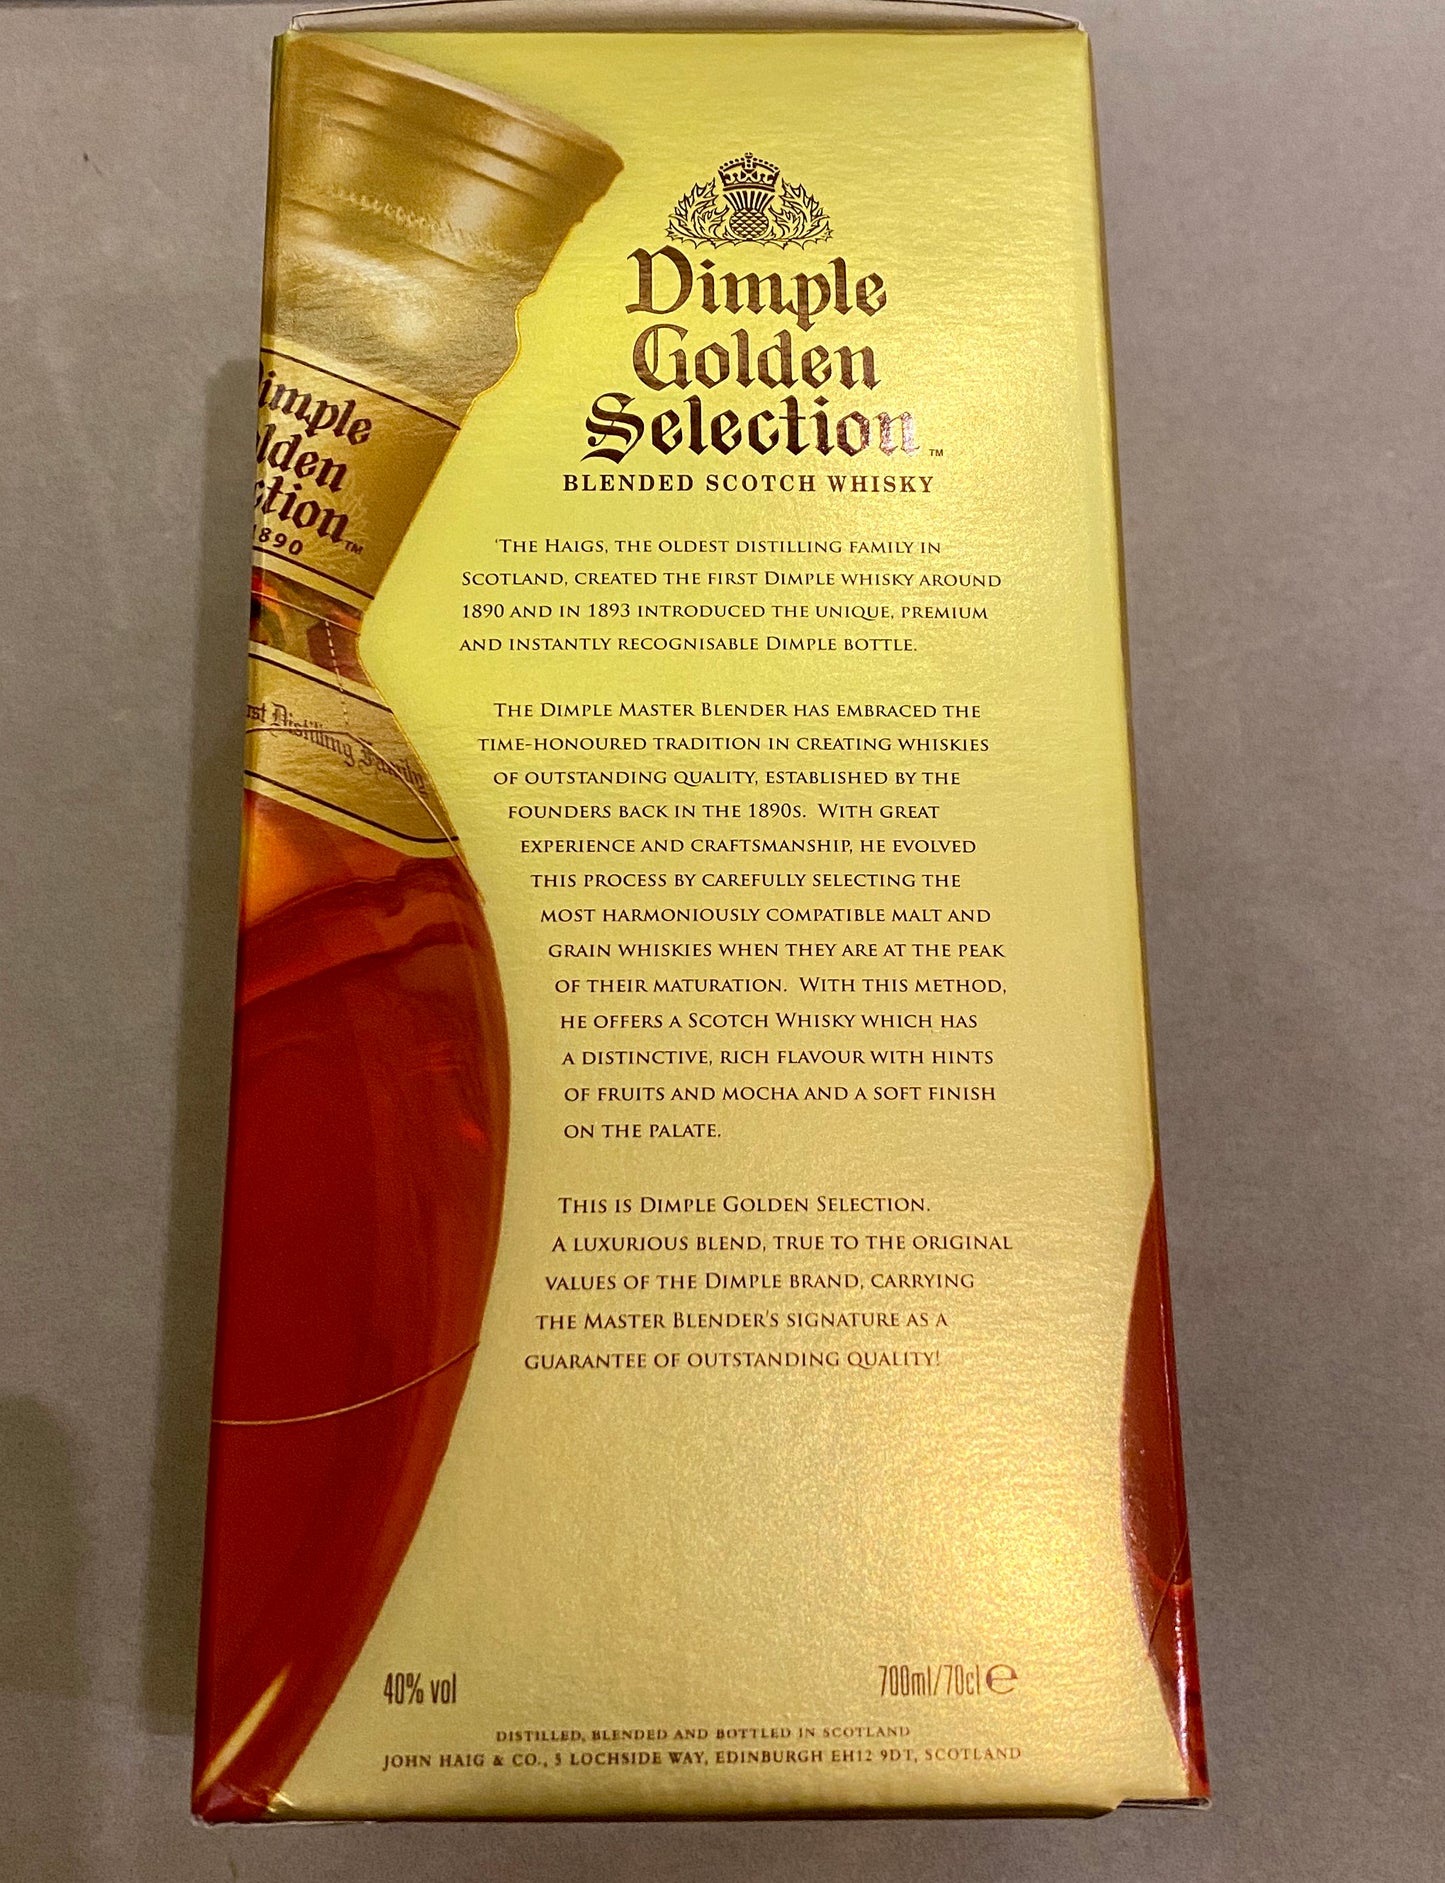 Dimple
Golden
Selection™
BLENDED SCOTCH WHISKY
‘THE HAIGS, THE OLDEST DISTILLING FAMILY IN
SCOTLAND, CREATED THE FIRST DIMPLE WHISKY AROUND
1890 AND IN 1893 INTRODUCED THE UNIQUE, PREMIUM
AND INSTANTLY RECOGNISABLE DIMPLE BOTTLE.
THE DIMPLE MASTER BLENDER HAS EMBRACED THE
TIME-HONOURED TRADITION IN CREATING WHISKIES
OF OUTSTANDING QUALITY, ESTABLISHED BY THE
FOUNDERS BACK IN THE 1890S. WITH GREAT
EXPERIENCE AND CRAFTSMANSHIP, HE EVOLVED
THIS PROCESS BY CAREFULLY SELECTING THE
MOST HARMONIOUSLY COMPATIBLE MALT AND
GRAIN WHISKIES WHEN THEY ARE AT THE PEAK
OF THEIR MATURATION. WITH THIS METHOD,
HE OFFERS A SCOTCH WHISKY WHICH HAS
A DISTINCTIVE, RICH FLAVOUR WITH HINTS
OF FRUITS AND MOCHA AND A SOFT FINISH
ON THE PALATE.
THIS IS DIMPLE GOLDEN SELECTION.
A LUXURIOUS BLEND, TRUE TO THE ORIGINAL
VALUES OF THE DIMPLE BRAND, CARRYING
THE MASTER BLENDER'S SIGNATURE AS A
GUARANTEE OF OUTSTANDING QUALITY!
40% vol 700ml/70cl ℮
DISTILLED, BLENDED AND BOTTLED IN SCOTLAND
JOHN HAIG & CO., 5 LOCHSIDE WAY, EDINBURGH EH12 9DT, SCOTLAND
imple
lden
ction™
1890
Distilling Family